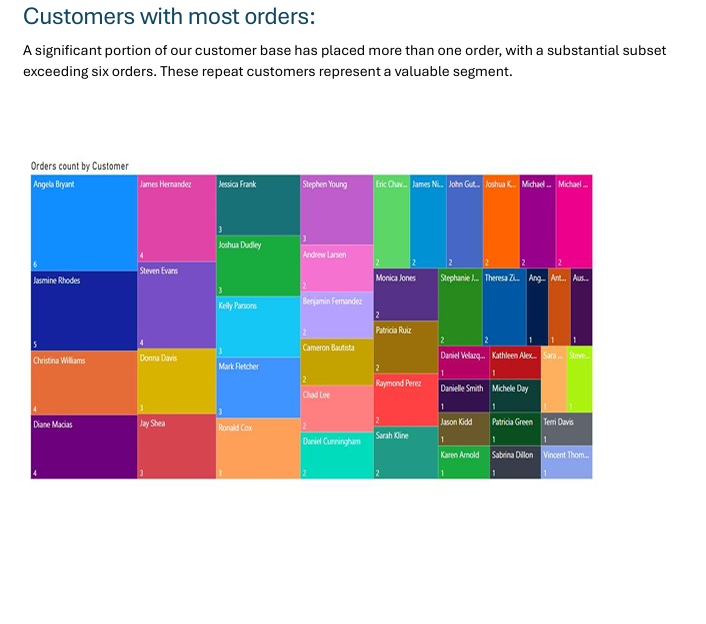 Customers with most orders:
A significant portion of our customer base has placed more than one order, with a substantial subset
exceeding six orders. These repeat customers represent a valuable segment.
Orders count by Customer
Angela Bryant
6
Jasmine Rhodes
5
Christina Williams
4
Diane Macias
4
James Hernandez
4
Steven Evans
4
Donna Davis
3
Jay Shea
3
Jessica Frank
3
Joshua Dudley
3
Kelly Parsons
3
Mark Fletcher
3
Ronald Cox
3
Stephen Young
3
Andrew Larsen
2
Benjamin Fernandez
2
Cameron Bautista
2
Chad Lee
2
Daniel Cunningham
2
Eric Chav...
2
James Ni...
2
John Gut...
2
Joshua K...
2
Michael ...
2
Michael ...
2
Monica Jones
2
Patricia Ruiz
2
Raymond Perez
2
Sarah Kline
2
Stephanie J...
2
Theresa Zi...
2
Ang...
1
Ant...
1
Aus...
1
Daniel Velazq...
1
Danielle Smith
1
Jason Kidd
1
Karen Arnold
1
Kathleen Alex...
1
Michele Day
1
Patricia Green
1
Sabrina Dillon
1
Sara ...
1
Steve...
1
Terri Davis
1
Vincent Thom...
1